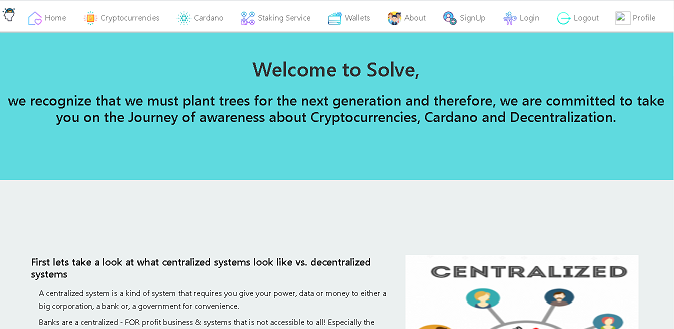 Home Cryptocurrencies Cardano Staking Service Wallets About SignUp Login Logout Profile
Welcome to Solve,
we recognize that we must plant trees for the next generation and therefore, we are committed to take
you on the Journey of awareness about Cryptocurrencies, Cardano and Decentralization.
First lets take a look at what centralized systems look like vs. decentralized
systems
A centralized system is a kind of system that requires you give your power, data or money to either a
big corporation, a bank or, a government for convenience.
Banks are a centralized - FOR profit business & systems that is not accessible to all! Especially the
CENTRALIZED